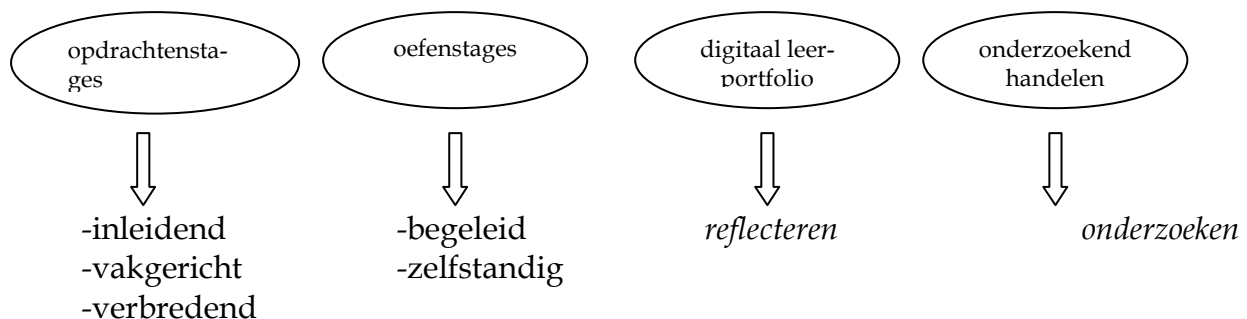 opdrachtensta-
ges
oefenstages
digitaal leer-
portfolio
onderzoekend
handelen
-inleidend
-vakgericht
-verbredend
-begeleid
-zelfstandig
reflecteren
onderzoeken